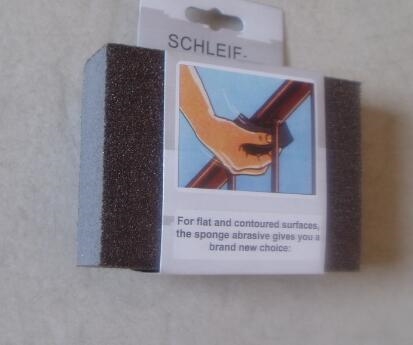 SCHLEIF-
For flat and contoured surfaces,
the sponge abrasive gives you a
brand new choice: